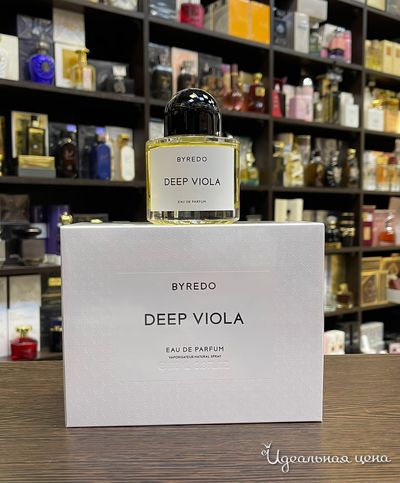 BYREDO
DEEP VIOLA
EAU DE PARFUM
BYREDO
DEEP VIOLA
EAU DE PARFUM
VAPORISATEUR NATURAL SPRAY
Идеальная цена